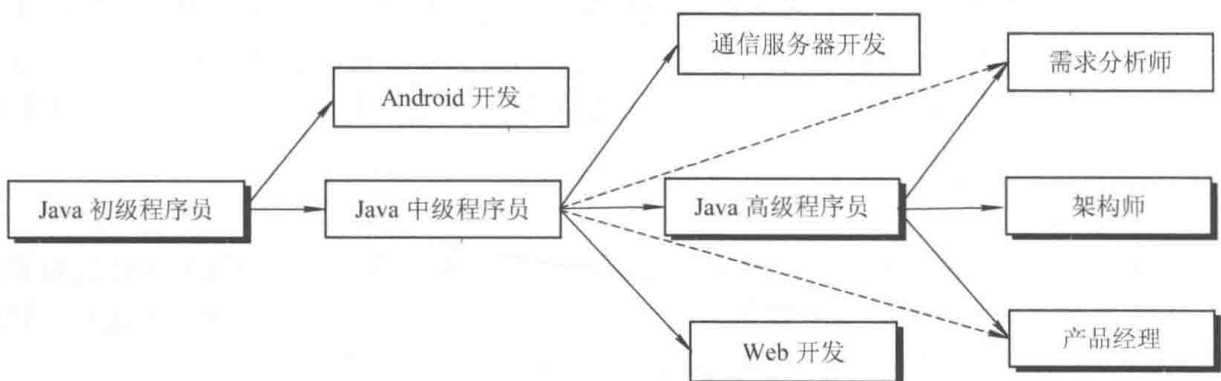 通信服务器开发
需求分析师
Android 开发
Java 初级程序员
Java 中级程序员
Java 高级程序员
架构师
Web 开发
产品经理